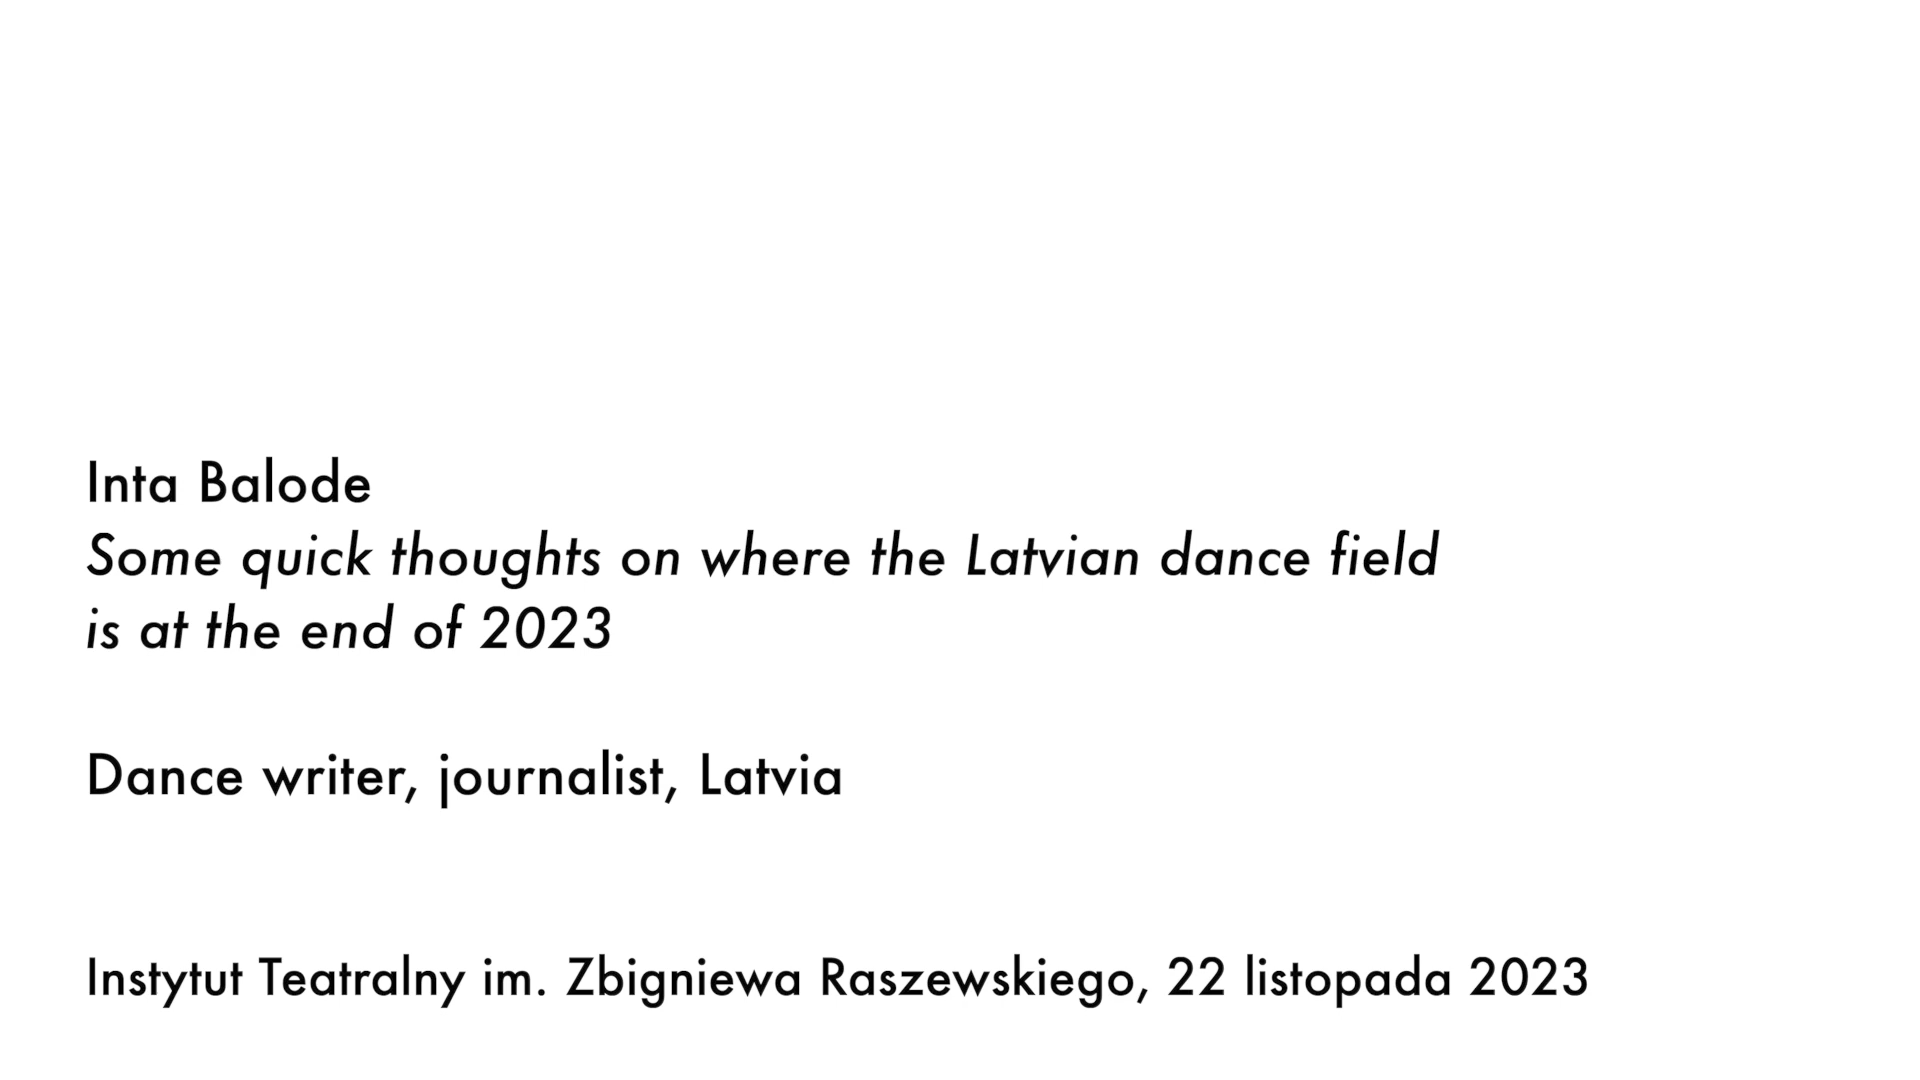 Inta Balode
Some quick thoughts on where the Latvian dance field
is at the end of 2023
Dance writer, journalist, Latvia
Instytut Teatralny im. Zbigniewa Raszewskiego, 22 listopada 2023